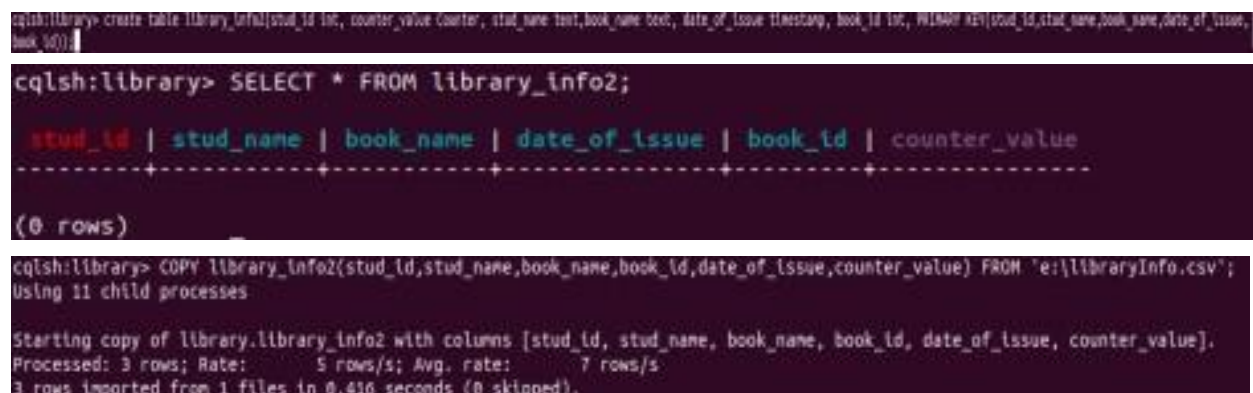 cqlsh:library> create table library_info2(stud_id int, counter_value Counter, stud_name text,book_name text, date_of_issue timestamp, book_id int, PRIMARY KEY(stud_id,stud_name,book_name,date_of_issue,
book_id));
cqlsh:library> SELECT * FROM library_info2;
stud_id | stud_name | book_name | date_of_issue | book_id | counter_value
---------+-----------+-----------+---------------+---------+---------------
(0 rows)
cqlsh:library> COPY library_info2(stud_id,stud_name,book_name,book_id,date_of_issue,counter_value) FROM 'e:\libraryInfo.csv';
Using 11 child processes
Starting copy of library.library_info2 with columns [stud_id, stud_name, book_name, book_id, date_of_issue, counter_value].
Processed: 3 rows; Rate: 5 rows/s; Avg. rate: 7 rows/s
3 rows imported from 1 files in 0.416 seconds (0 skipped).